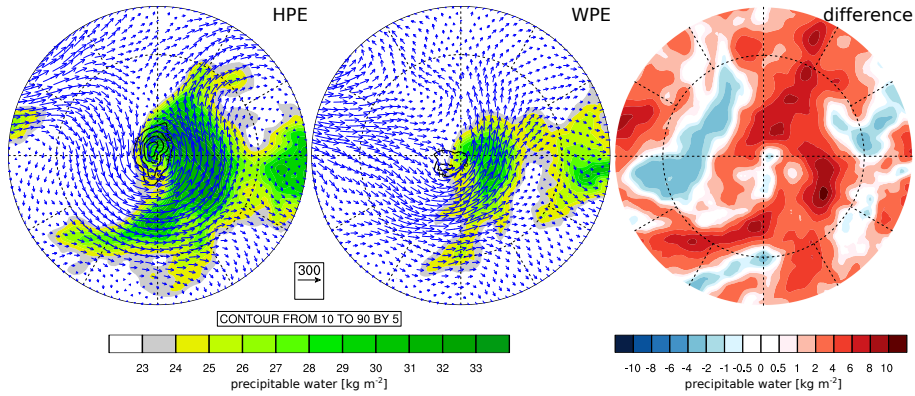 HPE WPE difference
300
CONTOUR FROM 10 TO 90 BY 5
23 24 25 26 27 28 29 30 31 32 33
precipitable water [kg m⁻²]
-10 -8 -6 -4 -2 -1 -0.5 0 0.5 1 2 4 6 8 10
precipitable water [kg m⁻²]